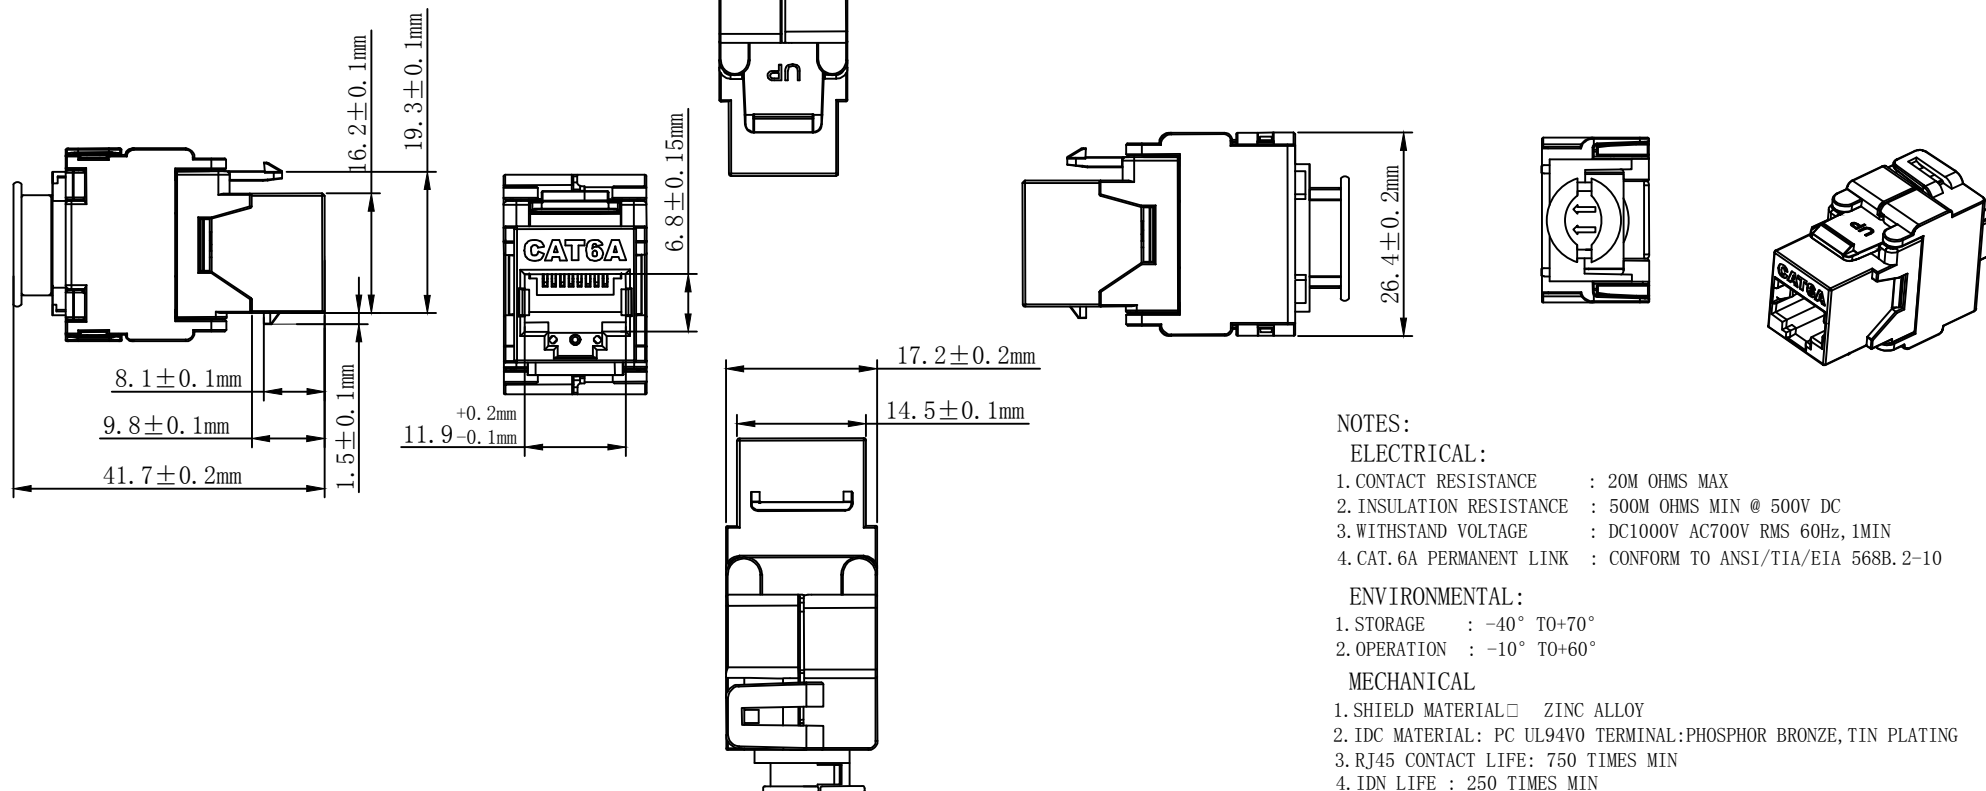 16.2±0.1mm
19.3±0.1mm
UP
6.8±0.15mm
CAT6A
26.4±0.2mm
UP
CAT6A
8.1±0.1mm
9.8±0.1mm
41.7±0.2mm
1.5±0.1mm
+0.2mm
11.9-0.1mm
17.2±0.2mm
14.5±0.1mm
NOTES:
ELECTRICAL:
1.CONTACT RESISTANCE : 20M OHMS MAX
2.INSULATION RESISTANCE : 500M OHMS MIN @ 500V DC
3.WITHSTAND VOLTAGE : DC1000V AC700V RMS 60Hz,1MIN
4.CAT.6A PERMANENT LINK : CONFORM TO ANSI/TIA/EIA 568B.2-10
ENVIRONMENTAL:
1.STORAGE : -40° TO+70°
2.OPERATION : -10° TO+60°
MECHANICAL
1.SHIELD MATERIAL□ ZINC ALLOY
2.IDC MATERIAL: PC UL94V0 TERMINAL:PHOSPHOR BRONZE,TIN PLATING
3.RJ45 CONTACT LIFE: 750 TIMES MIN
4.IDN LIFE : 250 TIMES MIN